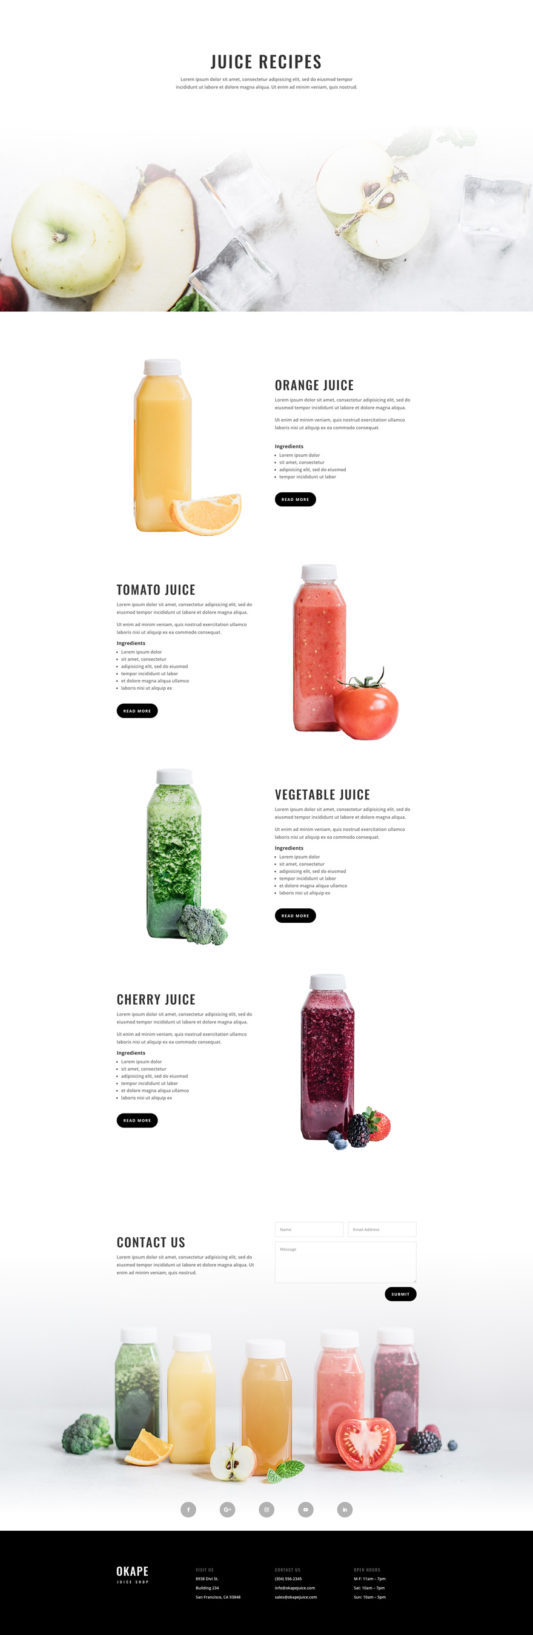 JUICE RECIPES
Lorem ipsum dolor sit amet, consectetur adipiscing elit, sed do eiusmod tempor
incididunt ut labore et dolore magna aliqua. Ut enim ad minim veniam, quis nostrud.
ORANGE JUICE
Lorem ipsum dolor sit amet, consectetur adipisicing elit, sed do
eiusmod tempor incididunt ut labore et dolore magna aliqua.
Ut enim ad minim veniam, quis nostrud exercitation ullamco
laboris nisi ut aliquip ex ea commodo consequat.
Ingredients
• Lorem ipsum dolor
• sit amet, consectetur
• adipisicing elit, sed do eiusmod
• tempor incididunt ut labor
READ MORE
TOMATO JUICE
Lorem ipsum dolor sit amet, consectetur adipisicing elit, sed do
eiusmod tempor incididunt ut labore et dolore magna aliqua.
Ut enim ad minim veniam, quis nostrud exercitation ullamco
laboris nisi ut aliquip ex ea commodo consequat.
Ingredients
• Lorem ipsum dolor
• sit amet, consectetur
• adipisicing elit, sed do eiusmod
• tempor incididunt ut labor
• et dolore magna aliqua ullamco
• laboris nisi ut aliquip ex
READ MORE
VEGETABLE JUICE
Lorem ipsum dolor sit amet, consectetur adipisicing elit, sed do
eiusmod tempor incididunt ut labore et dolore magna aliqua.
Ut enim ad minim veniam, quis nostrud exercitation ullamco
laboris nisi ut aliquip ex ea commodo consequat.
Ingredients
• Lorem ipsum dolor
• sit amet, consectetur
• adipisicing elit, sed do eiusmod
• tempor incididunt ut labor
• et dolore magna aliqua ullamco
• laboris nisi ut aliquip ex
READ MORE
CHERRY JUICE
Lorem ipsum dolor sit amet, consectetur adipisicing elit, sed do
eiusmod tempor incididunt ut labore et dolore magna aliqua.
Ut enim ad minim veniam, quis nostrud exercitation ullamco
laboris nisi ut aliquip ex ea commodo consequat.
Ingredients
• Lorem ipsum dolor
• sit amet, consectetur
• adipisicing elit, sed do eiusmod
• tempor incididunt ut labor
• et dolore magna aliqua ullamco
• laboris nisi ut aliquip ex
READ MORE
CONTACT US
Lorem ipsum dolor sit amet, consectetur adipisicing elit, sed do
eiusmod tempor incididunt ut labore et dolore magna aliqua. Ut
enim ad minim veniam, quis nostrud.
Name
Email Address
Message
SUBMIT
OKAPE
JUICE SHOP
VISIT US
8938 Divi St.
Building 234
San Francisco, CA 93848
CONTACT US
(304) 596-2345
info@okapejuice.com
sales@okapejuice.com
OPEN HOURS
M-F: 11am – 7pm
Sat: 10am – 7pm
Sun: 10am – 5pm